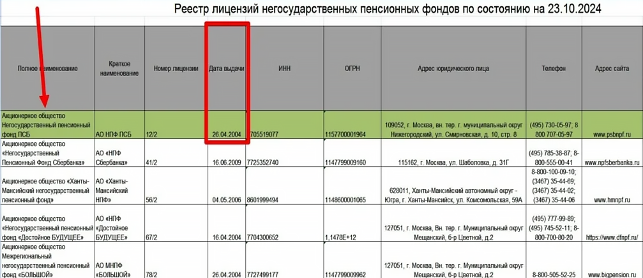 Реестр лицензий негосударственных пенсионных фондов по состоянию на 23.10.2024
Полное наименование
Краткое наименование
Номер лицензии
Дата выдачи
ИНН
ОГРН
Адрес юридического лица
Телефон
Адрес сайта
Акционерное общество
Негосударственный пенсионный
фонд ПСБ
АО НПФ ПСБ
12/2
26.04.2004
7705519077
1157700001964
109052, г. Москва, вн. тер. г. муниципальный округ
Нижегородский, ул. Смирновская, д. 10, стр. 8
(495) 730-05-97; 8-
800 707-05-97
www.psbnpf.ru
Акционерное общество
«Негосударственный
Пенсионный Фонд Сбербанка»
АО «НПФ
Сбербанка»
41/2
16.06.2009
7725352740
1147799009160
115162, г. Москва, ул. Шаболовка, д. 31Г
(495) 785-38-87; 8-
800-555-00-41
www.npfsberbanka.ru
Акционерное общество «Ханты-
Мансийский негосударственный
пенсионный фонд»
АО «Ханты-
Мансийский
НПФ»
56/2
04.05.2006
8601999494
1148600001065
628011, Ханты-Мансийский автономный округ -
Югра, г. Ханты-Мансийск, ул. Комсомольская, 59А
8-800-100-09-10;
(3467) 35-44-69;
(3467) 35-44-02;
(3467) 35-44-06
www.hmnpf.ru
Акционерное общество
«Негосударственный пенсионный
фонд «Достойное БУДУЩЕЕ»
АО «НПФ
«Достойное
БУДУЩЕЕ»
67/2
16.04.2004
7704300652
1,1478E+12
127051, г. Москва, вн. тер. г. Муниципальный округ
Мещанский, 6-р Цветной, д.2
(495) 777-99-89;
(495) 745-52-11; 8-
800-700-80-20
https://www.dfnpf.ru/
Акционерное общество
Межрегиональный
негосударственный пенсионный
фонд «БОЛЬШОЙ»
АО МНПФ
«БОЛЬШОЙ»
78/2
26.04.2004
7727499177
1147799009962
127051, г. Москва, вн. тер. г. Муниципальный округ
Мещанский, 6-р Цветной, д.2
8-800-505-52-25
www.bigpension.ru